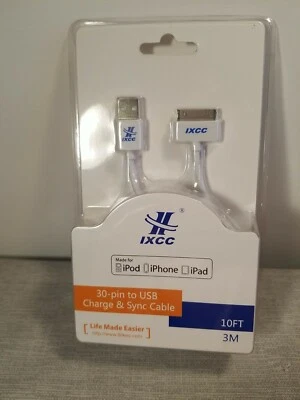 IXCC
IXCC
IXCC
Made for
iPod iPhone iPad
30-pin to USB
Charge & Sync Cable
Life Made Easier
10FT
3M